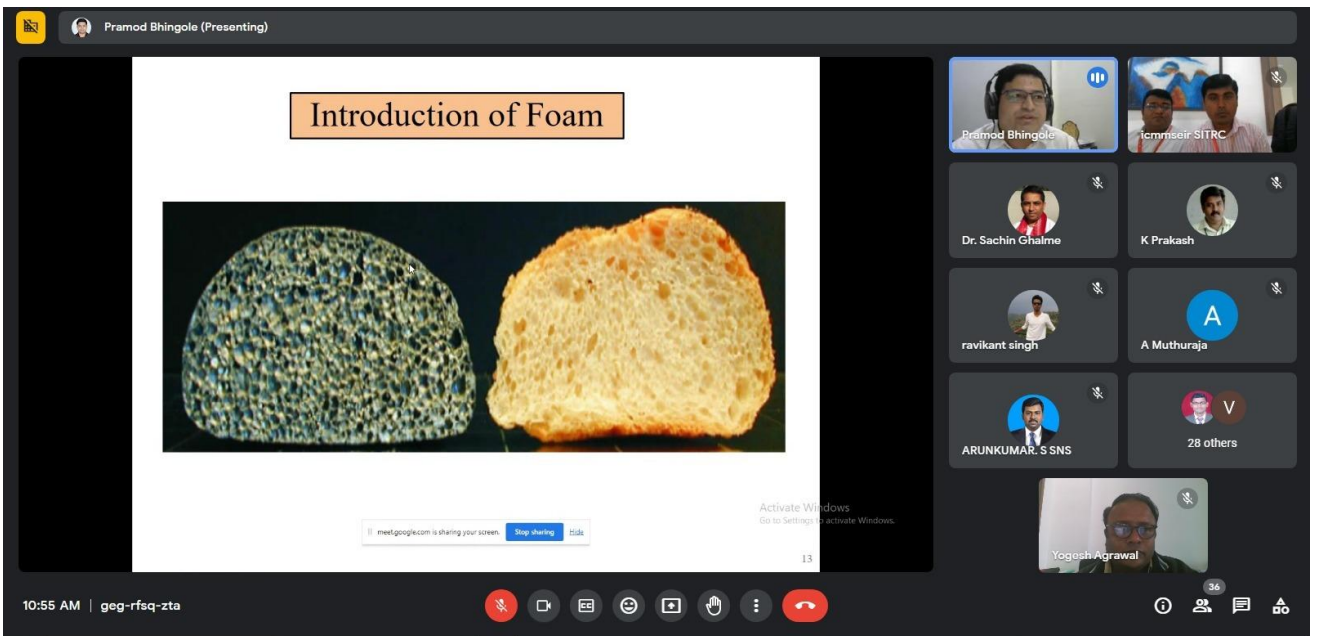 Pramod Bhingole (Presenting)
Introduction of Foam
meet.google.com is sharing your screen. Stop sharing Hide
Activate Windows
Go to Settings to activate Windows.
13
Pramod Bhingole
icmmseir SITRC
Dr. Sachin Ghalme
K Prakash
ravikant singh
A
A Muthuraja
ARUNKUMAR. S SNS
V
28 others
Yogesh Agrawal
10:55 AM | geg-rfsq-zta
CC
36